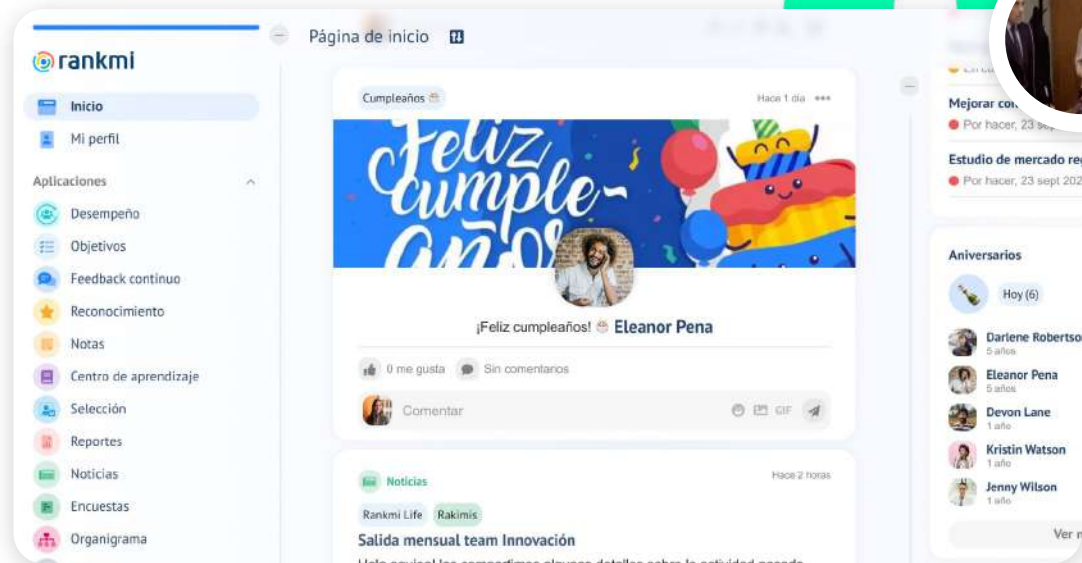 rankmi
Inicio
Mi perfil
Aplicaciones
Desempeño
Objetivos
Feedback continuo
Reconocimiento
Notas
Centro de aprendizaje
Selección
Reportes
Noticias
Encuestas
Organigrama
Página de inicio
Cumpleaños
Hace 1 día
Feliz
cumple-
años
¡Feliz cumpleaños! Eleanor Pena
0 me gusta Sin comentarios
Comentar
GIF
Noticias
Hace 2 horas
Rankmi Life Rakimis
Salida mensual team Innovación
Mejorar
Por hacer, 23
Estudio de mercado
Por hacer, 23 sept
Aniversarios
Hoy (6)
Darlene
5 años
Eleanor Pena
5 años
Devon Lane
1 año
Kristin Watson
1 año
Jenny Wilson
1 año
Ver